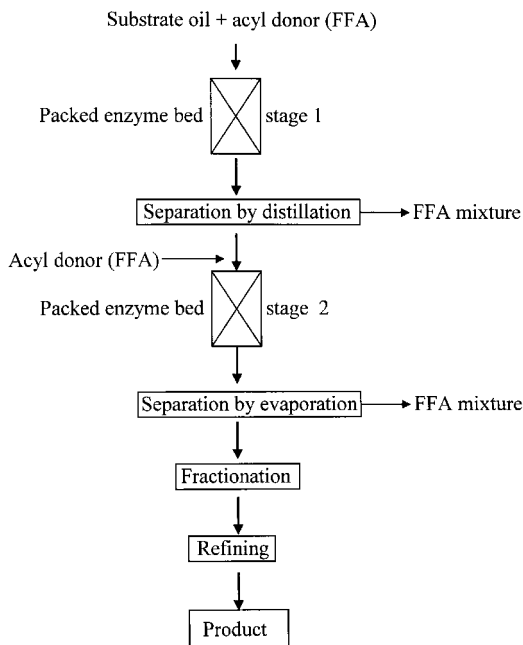 Substrate oil + acyl donor (FFA)
Packed enzyme bed stage 1
Separation by distillation FFA mixture
Acyl donor (FFA)
Packed enzyme bed stage 2
Separation by evaporation FFA mixture
Fractionation
Refining
Product